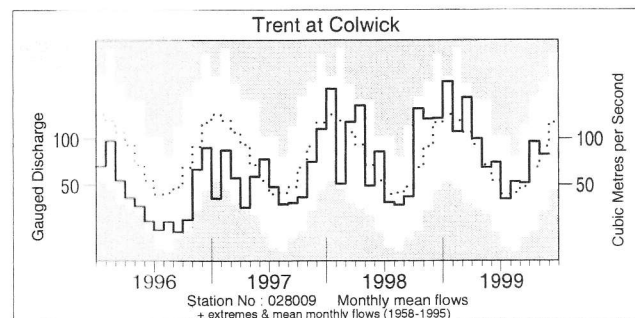 Trent at Colwick
Gauged Discharge
100
50
100
50
Cubic Metres per Second
1996
1997
1998
1999
Station No : 028009 Monthly mean flows
+ extremes & mean monthly flows (1958-1995)